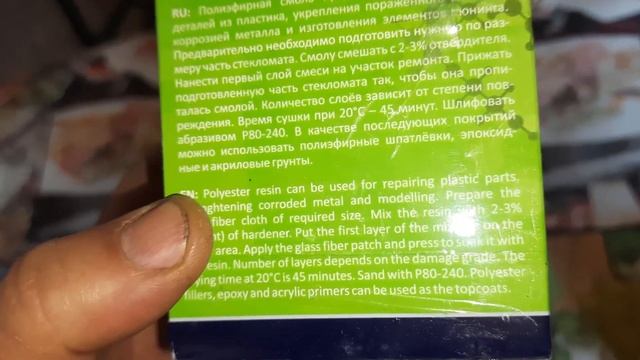 RU: Полиэфирная смола
деталей из пластика, укрепления пораженного
коррозией металла и изготовления элементов тюнинга.
Предварительно необходимо подготовить нужную по раз-
меру часть стекломата. Смолу смешать с 2-3% отвердителя.
Нанести первый слой смеси на участок ремонта. Прижать
подготовленную часть стекломата так, чтобы она пропи-
талась смолой. Количество слоёв зависит от степени пов-
реждения. Время сушки при 20°C – 45 минут. Шлифовать
абразивом P80-240. В качестве последующих покрытий
можно использовать полиэфирные шпатлёвки, эпоксид-
ные и акриловые грунты.
EN: Polyester resin can be used for repairing plastic parts,
ghtening corroded metal and modelling. Prepare the
fiber cloth of required size. Mix the resin with 2-3%
of hardener. Put the first layer of the on the
area. Apply the glass fiber patch and press to soak it with
resin. Number of layers depends on the damage grade. The
ying time at 20°C is 45 minutes. Sand with P80-240. Polyester
fillers, epoxy and acrylic primers can be used as the topcoats.